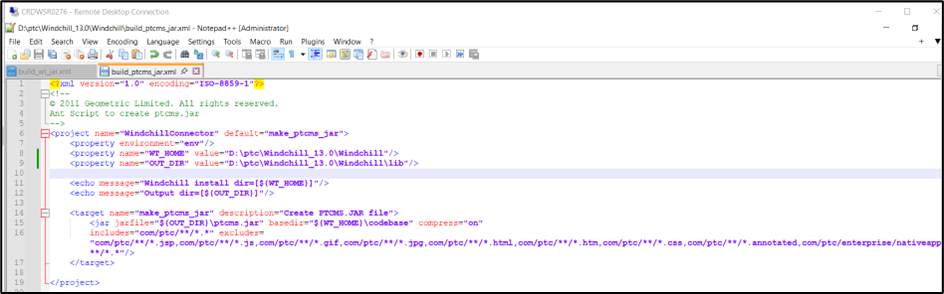 CRDWSR0276 - Remote Desktop Connection
D:\ptc\Windchill_13.0\Windchill\build_ptcms_jar.xml - Notepad++ [Administrator]
File Edit Search View Encoding Language Settings Tools Macro Run Plugins Window ?
build_wt_jar.xml build_ptcms_jar.xml
1 <?xml version="1.0" encoding="ISO-8859-1"?>
2 <!--
3 © 2011 Geometric Limited. All rights reserved.
4 Ant Script to create ptcms.jar
5 -->
6 <project name="WindchillConnector" default="make_ptcms_jar">
7 <property environment="env"/>
8 <property name="WT_HOME" value="D:\ptc\Windchill_13.0\Windchill"/>
9 <property name="OUT_DIR" value="D:\ptc\Windchill_13.0\Windchill\lib"/>
10
11 <echo message="Windchill install dir=[${WT_HOME}]"/>
12 <echo message="Output dir=[${OUT_DIR}]"/>
13
14 <target name="make_ptcms_jar" description="Create PTCMS.JAR file">
15 <jar jarfile="${OUT_DIR}\ptcms.jar" basedir="${WT_HOME}\codebase" compress="on"
16 includes="com/ptc/**/*.*" excludes=
"com/ptc/**/*.jsp,com/ptc/**/*.js,com/ptc/**/*.gif,com/ptc/**/*.jpg,com/ptc/**/*.html,com/ptc/**/*.htm,com/ptc/**/*.css,com/ptc/**/*.annotated,com/ptc/enterprise/nativeapp
**/*.*"/>
17 </target>
18
19 </project>
20